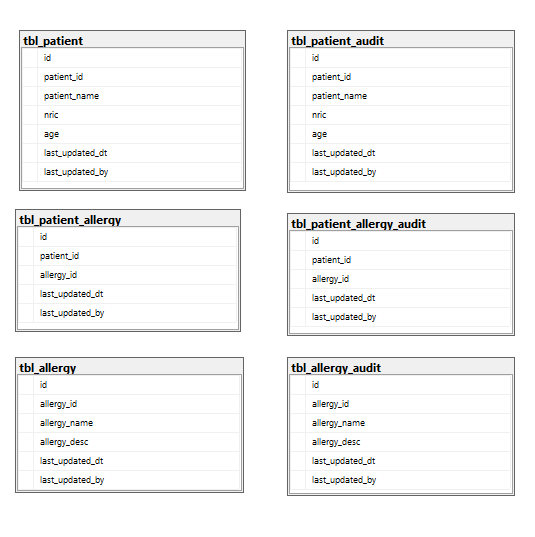 tbl_patient
id
patient_id
patient_name
nric
age
last_updated_dt
last_updated_by
tbl_patient_audit
id
patient_id
patient_name
nric
age
last_updated_dt
last_updated_by
tbl_patient_allergy
id
patient_id
allergy_id
last_updated_dt
last_updated_by
tbl_patient_allergy_audit
id
patient_id
allergy_id
last_updated_dt
last_updated_by
tbl_allergy
id
allergy_id
allergy_name
allergy_desc
last_updated_dt
last_updated_by
tbl_allergy_audit
id
allergy_id
allergy_name
allergy_desc
last_updated_dt
last_updated_by